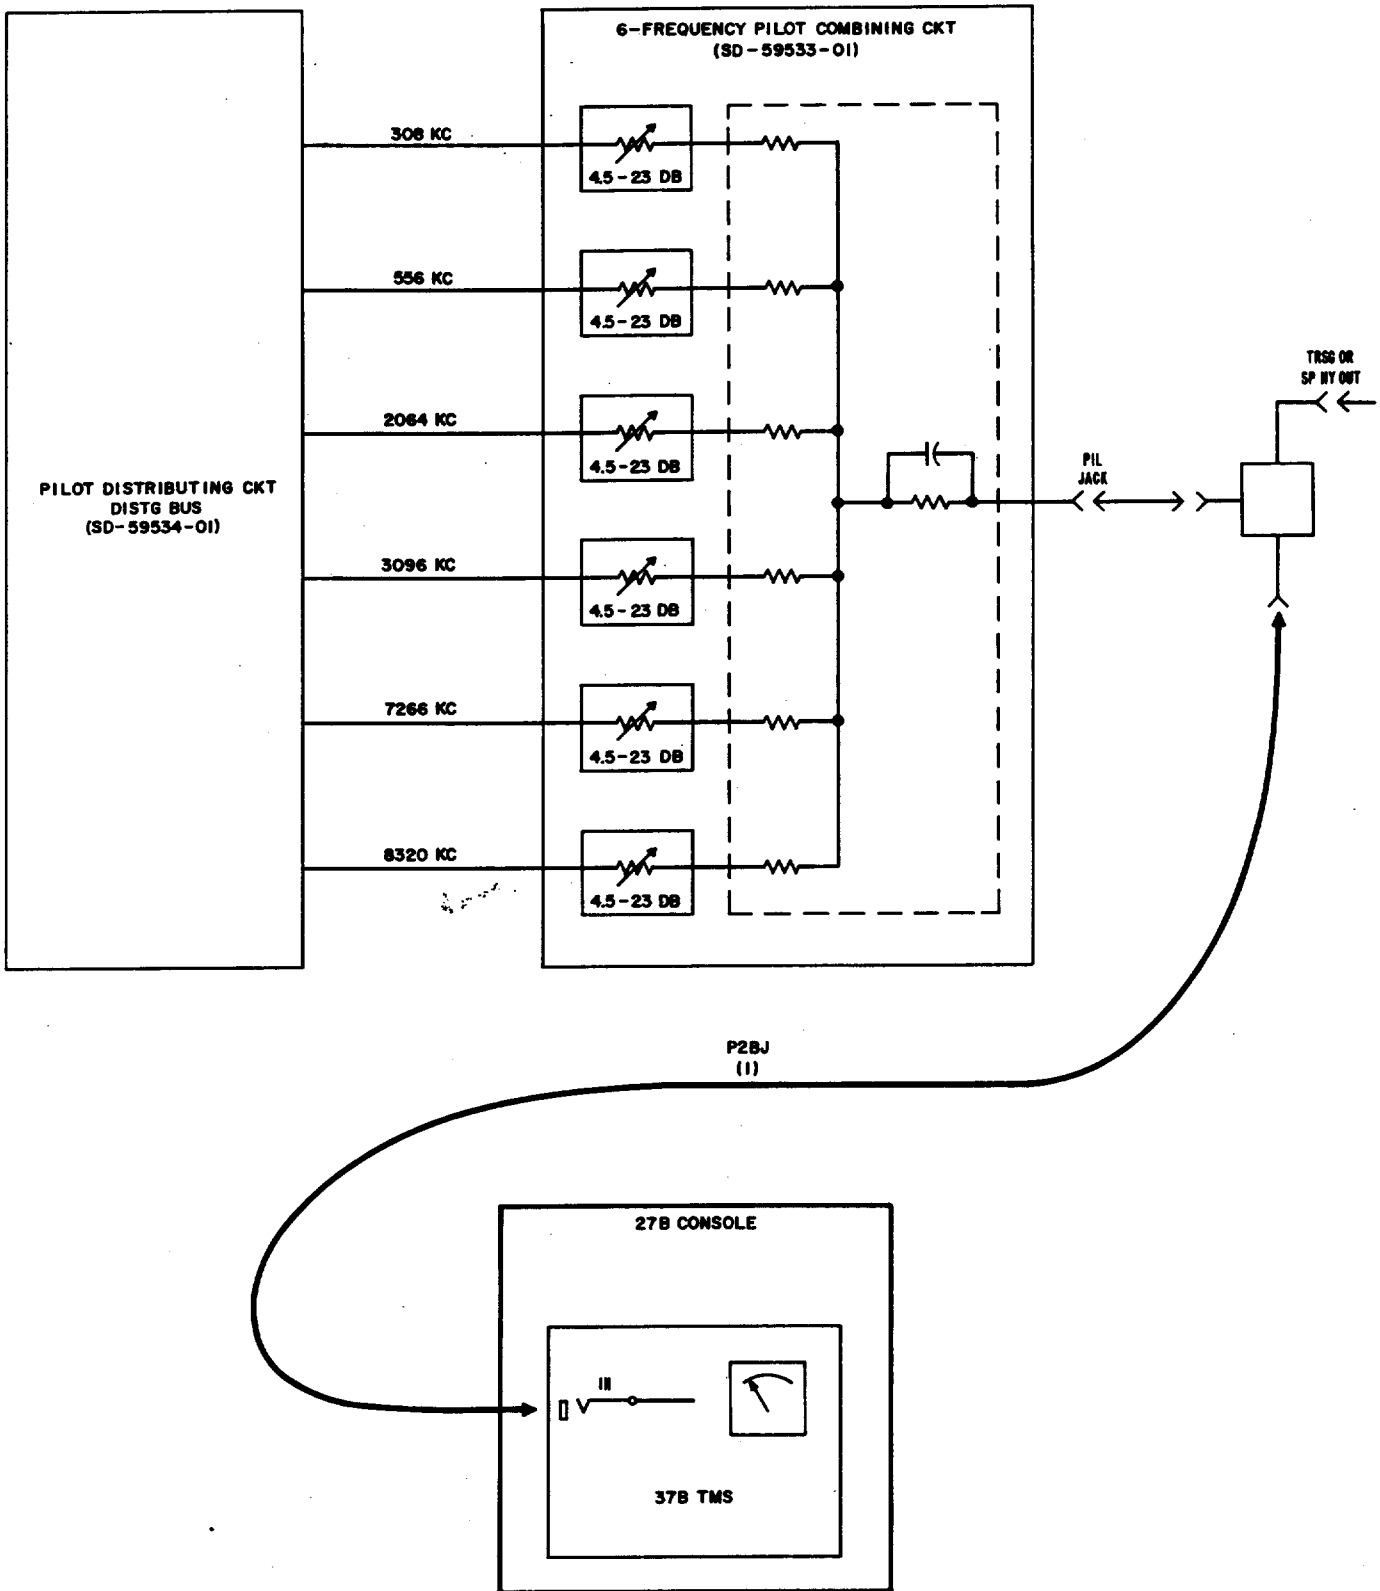 6-FREQUENCY PILOT COMBINING CKT
(SD-59533-01)
308 KC
4.5-23 DB
556 KC
4.5-23 DB
2064 KC
4.5-23 DB
PILOT DISTRIBUTING CKT
DISTG BUS
(SD-59534-01)
3096 KC
4.5-23 DB
7266 KC
4.5-23 DB
8320 KC
4.5-23 DB
PIL
JACK
TRSG OR
SP NY OUT
P2BJ
(1)
27B CONSOLE
IN
37B TMS